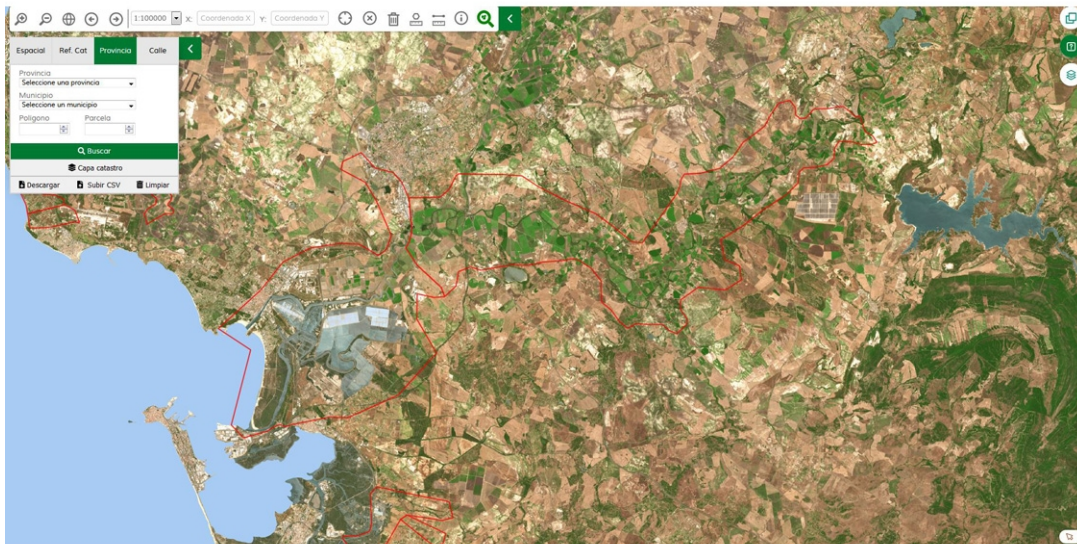 1:100000 X: Coordenada X Y: Coordenada Y
Espacial Ref. Cat Provincia Calle
Provincia
Seleccione una provincia
Municipio
Seleccione un municipio
Polígono Parcela
Buscar
Capa catastro
Descargar Subir CSV Limpiar